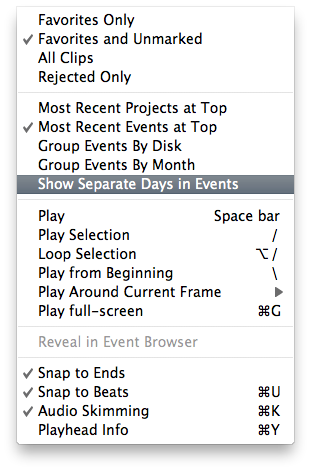 Favorites Only
✓ Favorites and Unmarked
All Clips
Rejected Only
Most Recent Projects at Top
✓ Most Recent Events at Top
Group Events By Disk
Group Events By Month
Show Separate Days in Events
Play Space bar
Play Selection /
Loop Selection ⌥ /
Play from Beginning \
Play Around Current Frame ▶
Play full-screen ⌘G
Reveal in Event Browser
✓ Snap to Ends
✓ Snap to Beats ⌘U
✓ Audio Skimming ⌘K
Playhead Info ⌘Y